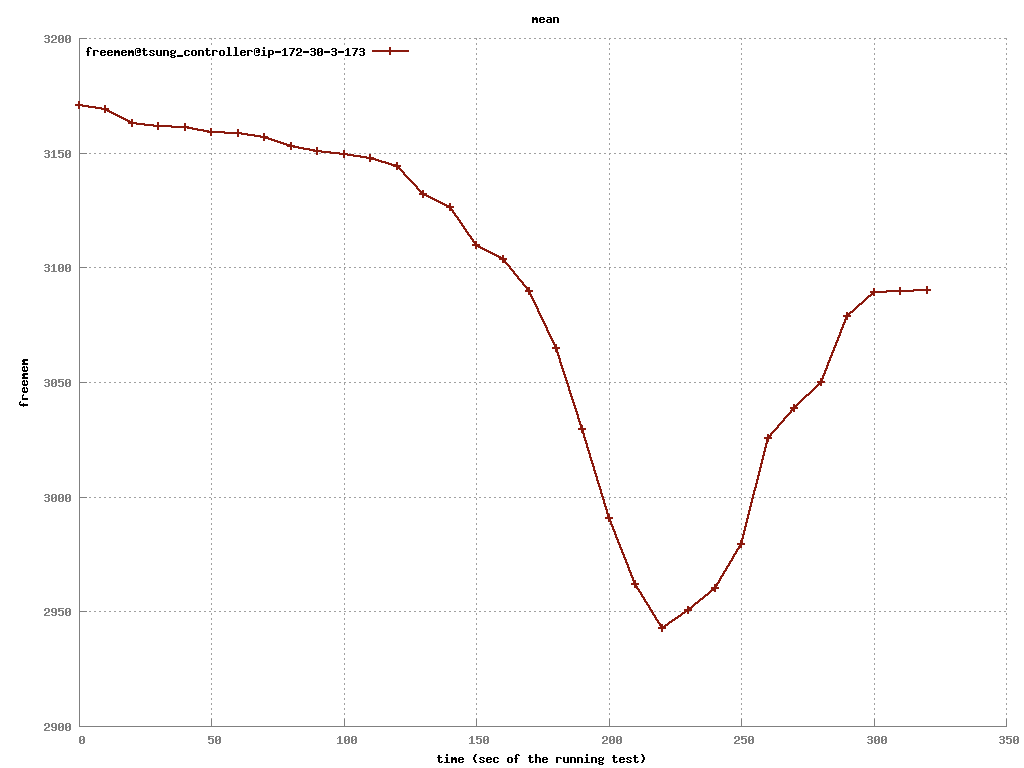 mean
3200
freemem@tsung_controller@ip-172-30-3-173
3150
3100
3050
3000
2950
2900
freemem
0 50 100 150 200 250 300 350
time (sec of the running test)